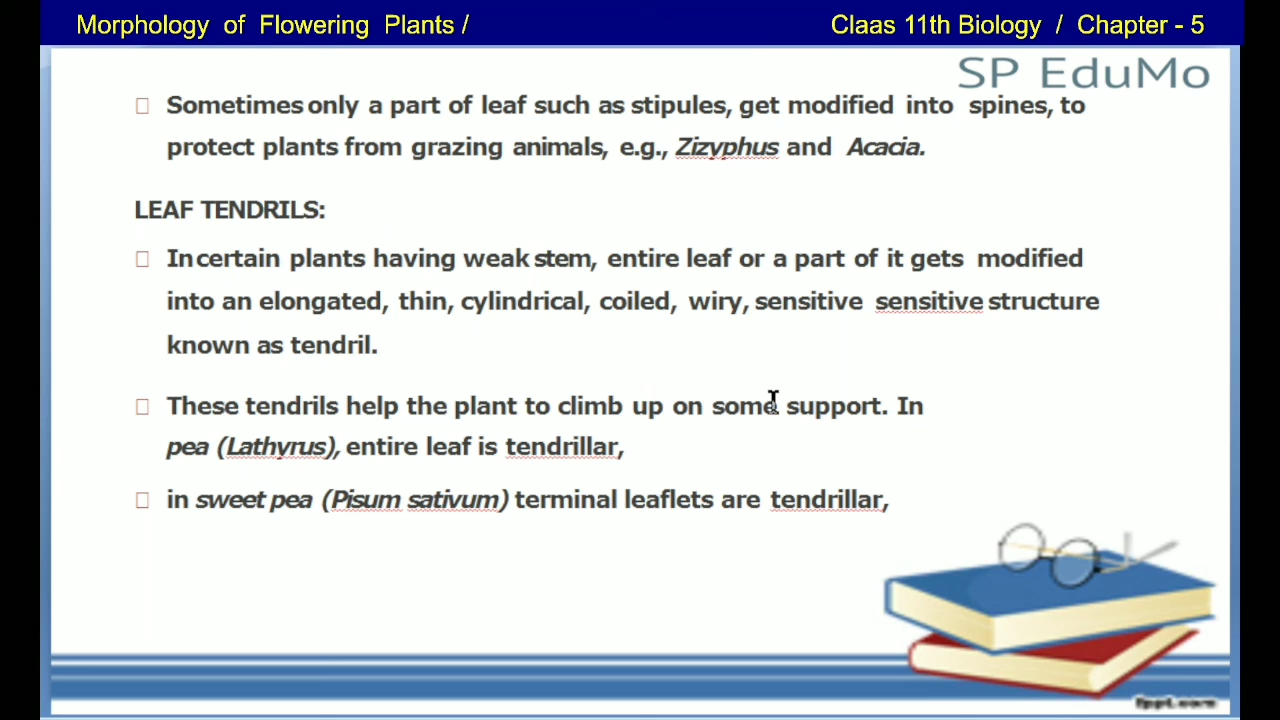 Morphology of Flowering Plants / Claas 11th Biology / Chapter - 5
SP EduMo
Sometimes only a part of leaf such as stipules, get modified into spines, to
protect plants from grazing animals, e.g., Zizyphus and Acacia.
LEAF TENDRILS:
In certain plants having weak stem, entire leaf or a part of it gets modified
into an elongated, thin, cylindrical, coiled, wiry, sensitive sensitive structure
known as tendril.
These tendrils help the plant to climb up on some support. In
pea (Lathyrus), entire leaf is tendrillar,
in sweet pea (Pisum sativum) terminal leaflets are tendrillar,
fppt.com